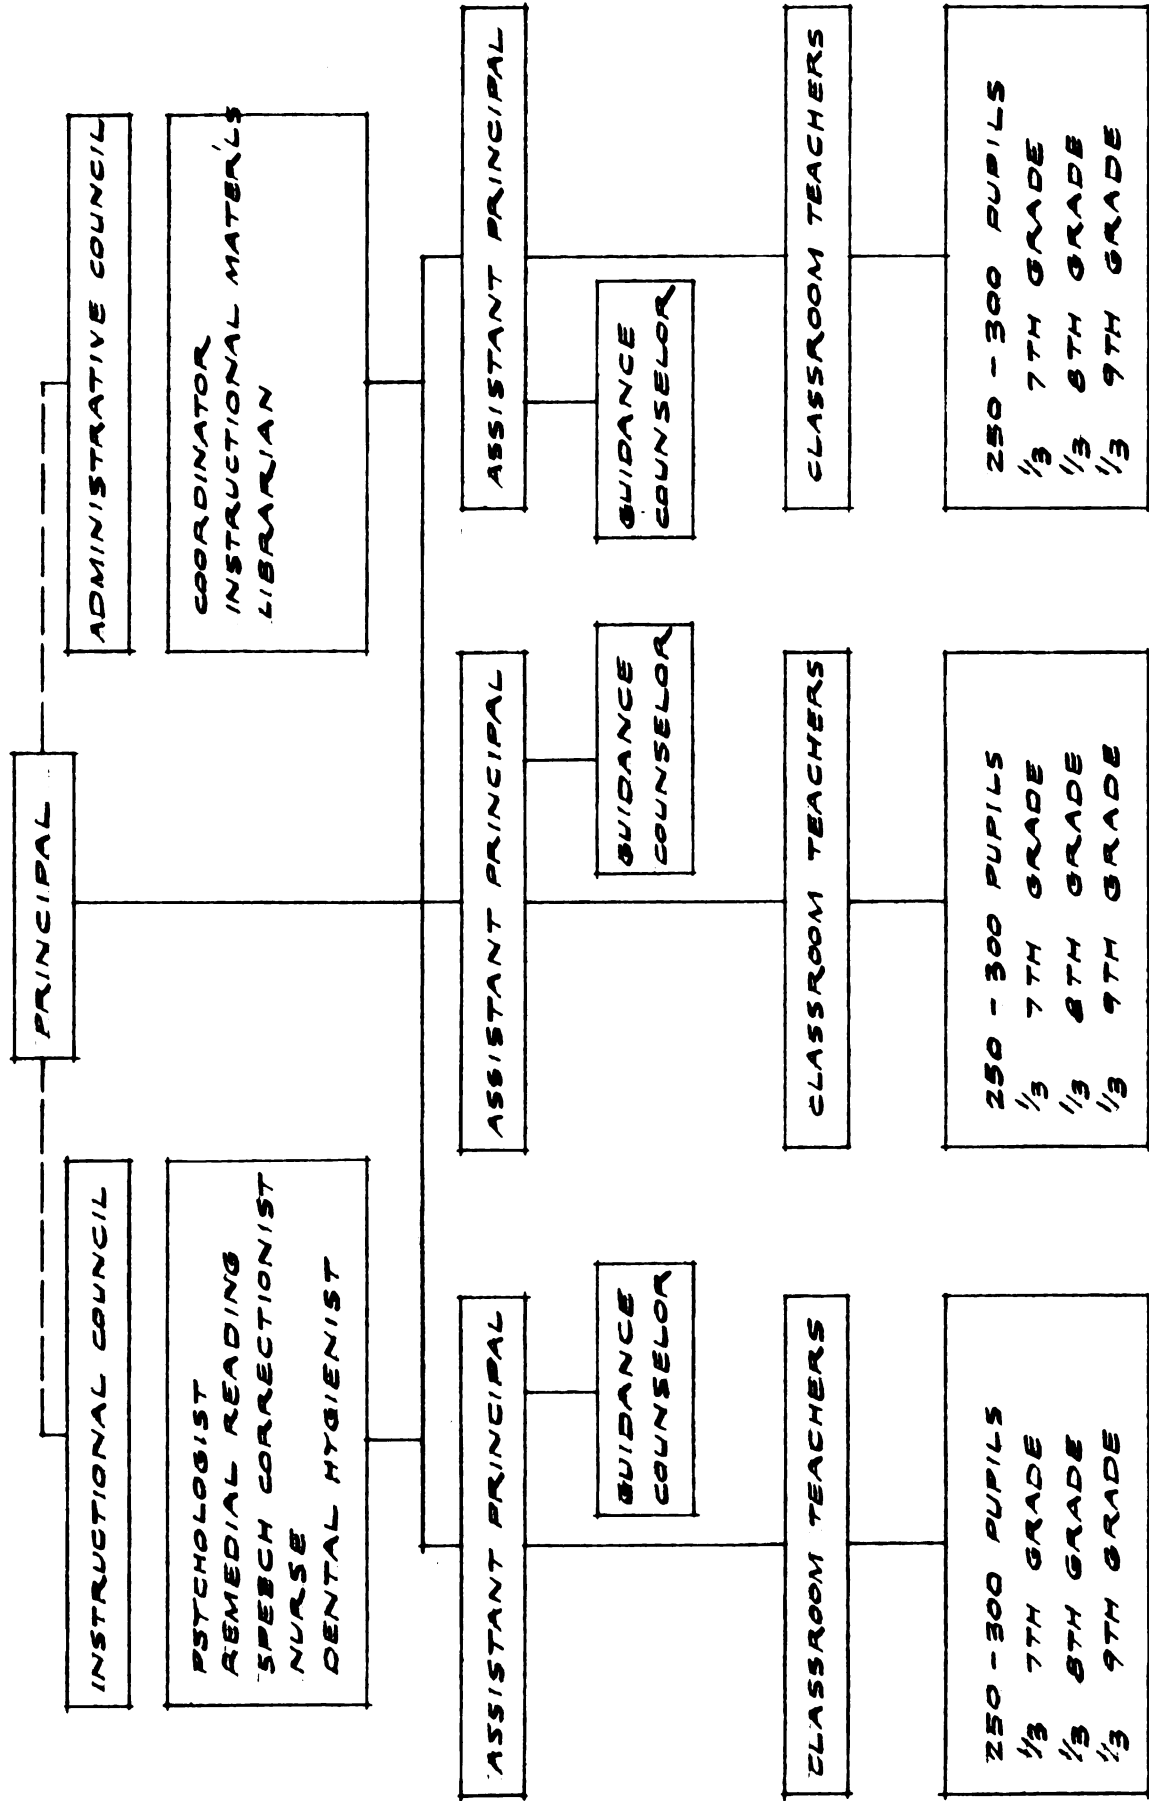 PRINCIPAL
INSTRUCTIONAL COUNCIL
ADMINISTRATIVE COUNCIL
PSYCHOLOGIST
REMEDIAL READING
SPEECH CORRECTIONIST
NURSE
DENTAL HYGIENIST
COORDINATOR
INSTRUCTIONAL MATER'LS
LIBRARIAN
ASSISTANT PRINCIPAL
ASSISTANT PRINCIPAL
ASSISTANT PRINCIPAL
GUIDANCE
COUNSELOR
GUIDANCE
COUNSELOR
GUIDANCE
COUNSELOR
CLASSROOM TEACHERS
CLASSROOM TEACHERS
CLASSROOM TEACHERS
250 - 300 PUPILS
1/3 7TH GRADE
1/3 8TH GRADE
1/3 9TH GRADE
250 - 300 PUPILS
1/3 7TH GRADE
1/3 8TH GRADE
1/3 9TH GRADE
250 - 300 PUPILS
1/3 7TH GRADE
1/3 8TH GRADE
1/3 9TH GRADE